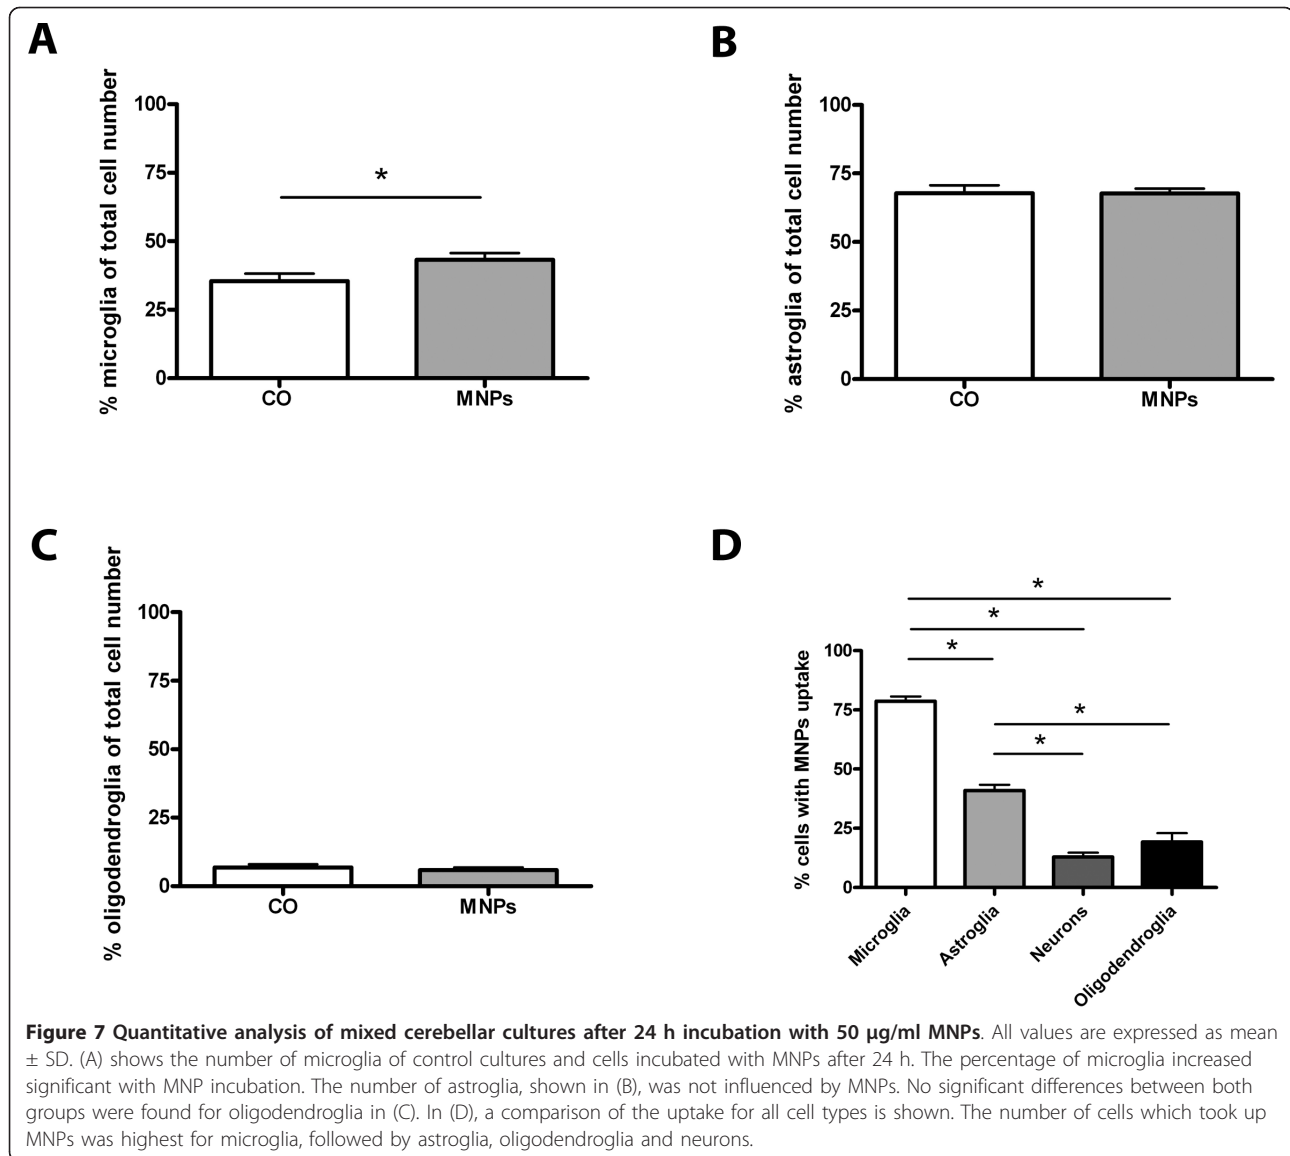 A
% microglia of total cell number
100
75
50
25
0
*
CO
MNPs
B
% astroglia of total cell number
100
75
50
25
0
CO
MNPs
C
% oligodendroglia of total cell number
100
75
50
25
0
CO
MNPs
D
% cells with MNPs uptake
100
75
50
25
0
*
*
*
*
*
Microglia
Astroglia
Neurons
Oligodendroglia
Figure 7 Quantitative analysis of mixed cerebellar cultures after 24 h incubation with 50 μg/ml MNPs. All values are expressed as mean
± SD. (A) shows the number of microglia of control cultures and cells incubated with MNPs after 24 h. The percentage of microglia increased
significant with MNP incubation. The number of astroglia, shown in (B), was not influenced by MNPs. No significant differences between both
groups were found for oligodendroglia in (C). In (D), a comparison of the uptake for all cell types is shown. The number of cells which took up
MNPs was highest for microglia, followed by astroglia, oligodendroglia and neurons.